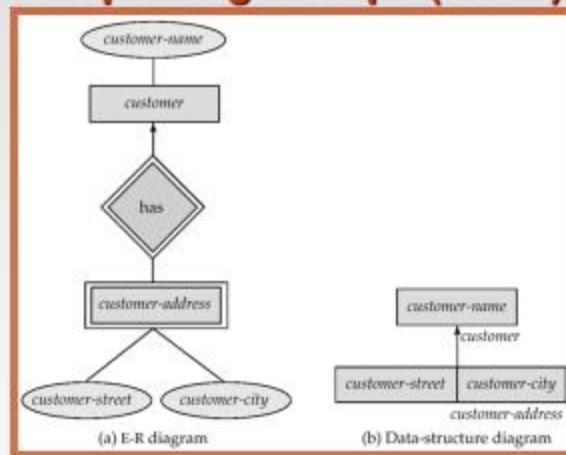 customer-name
customer
has
customer-address
customer-street customer-city
(a) E-R diagram
customer-name
customer
customer-street customer-city
customer-address
(b) Data-structure diagram